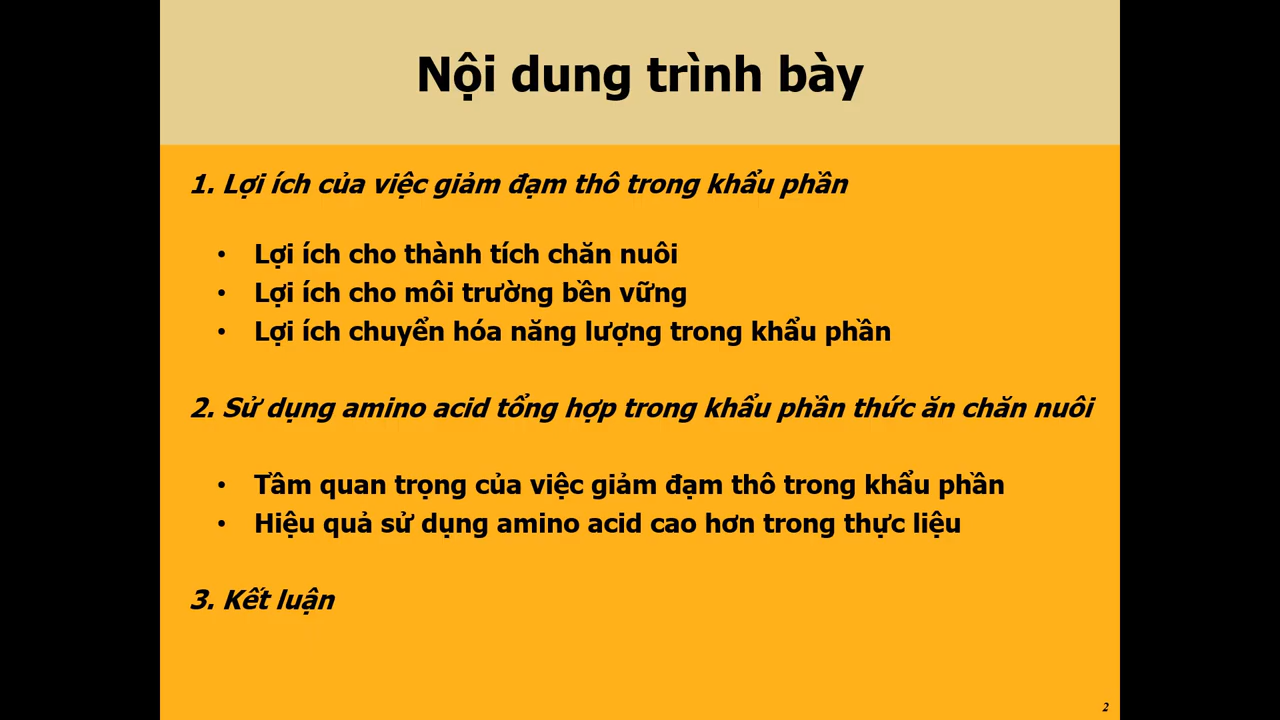 Nội dung trình bày
1. Lợi ích của việc giảm đạm thô trong khẩu phần
• Lợi ích cho thành tích chăn nuôi
• Lợi ích cho môi trường bền vững
• Lợi ích chuyển hóa năng lượng trong khẩu phần
2. Sử dụng amino acid tổng hợp trong khẩu phần thức ăn chăn nuôi
• Tầm quan trọng của việc giảm đạm thô trong khẩu phần
• Hiệu quả sử dụng amino acid cao hơn trong thực liệu
3. Kết luận
2